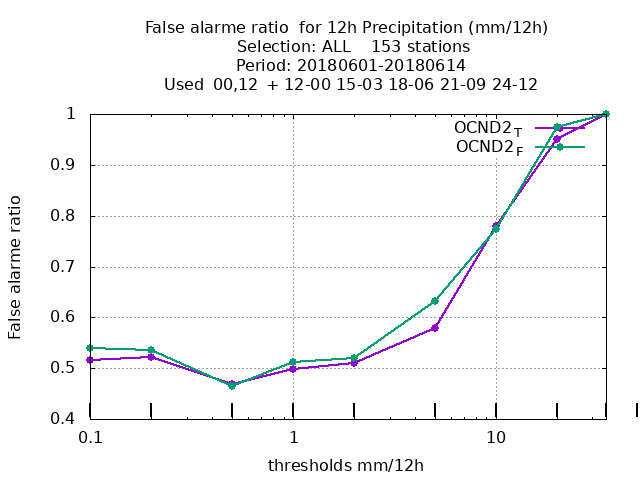 False alarme ratio  for 12h Precipitation (mm/12h)
Selection: ALL    153 stations
Period: 20180601-20180614
Used  00,12  + 12-00 15-03 18-06 21-09 24-12
1
0.9
0.8
0.7
0.6
0.5
0.4
False alarme ratio
OCND2T
OCND2F
0.1
1
10
thresholds mm/12h